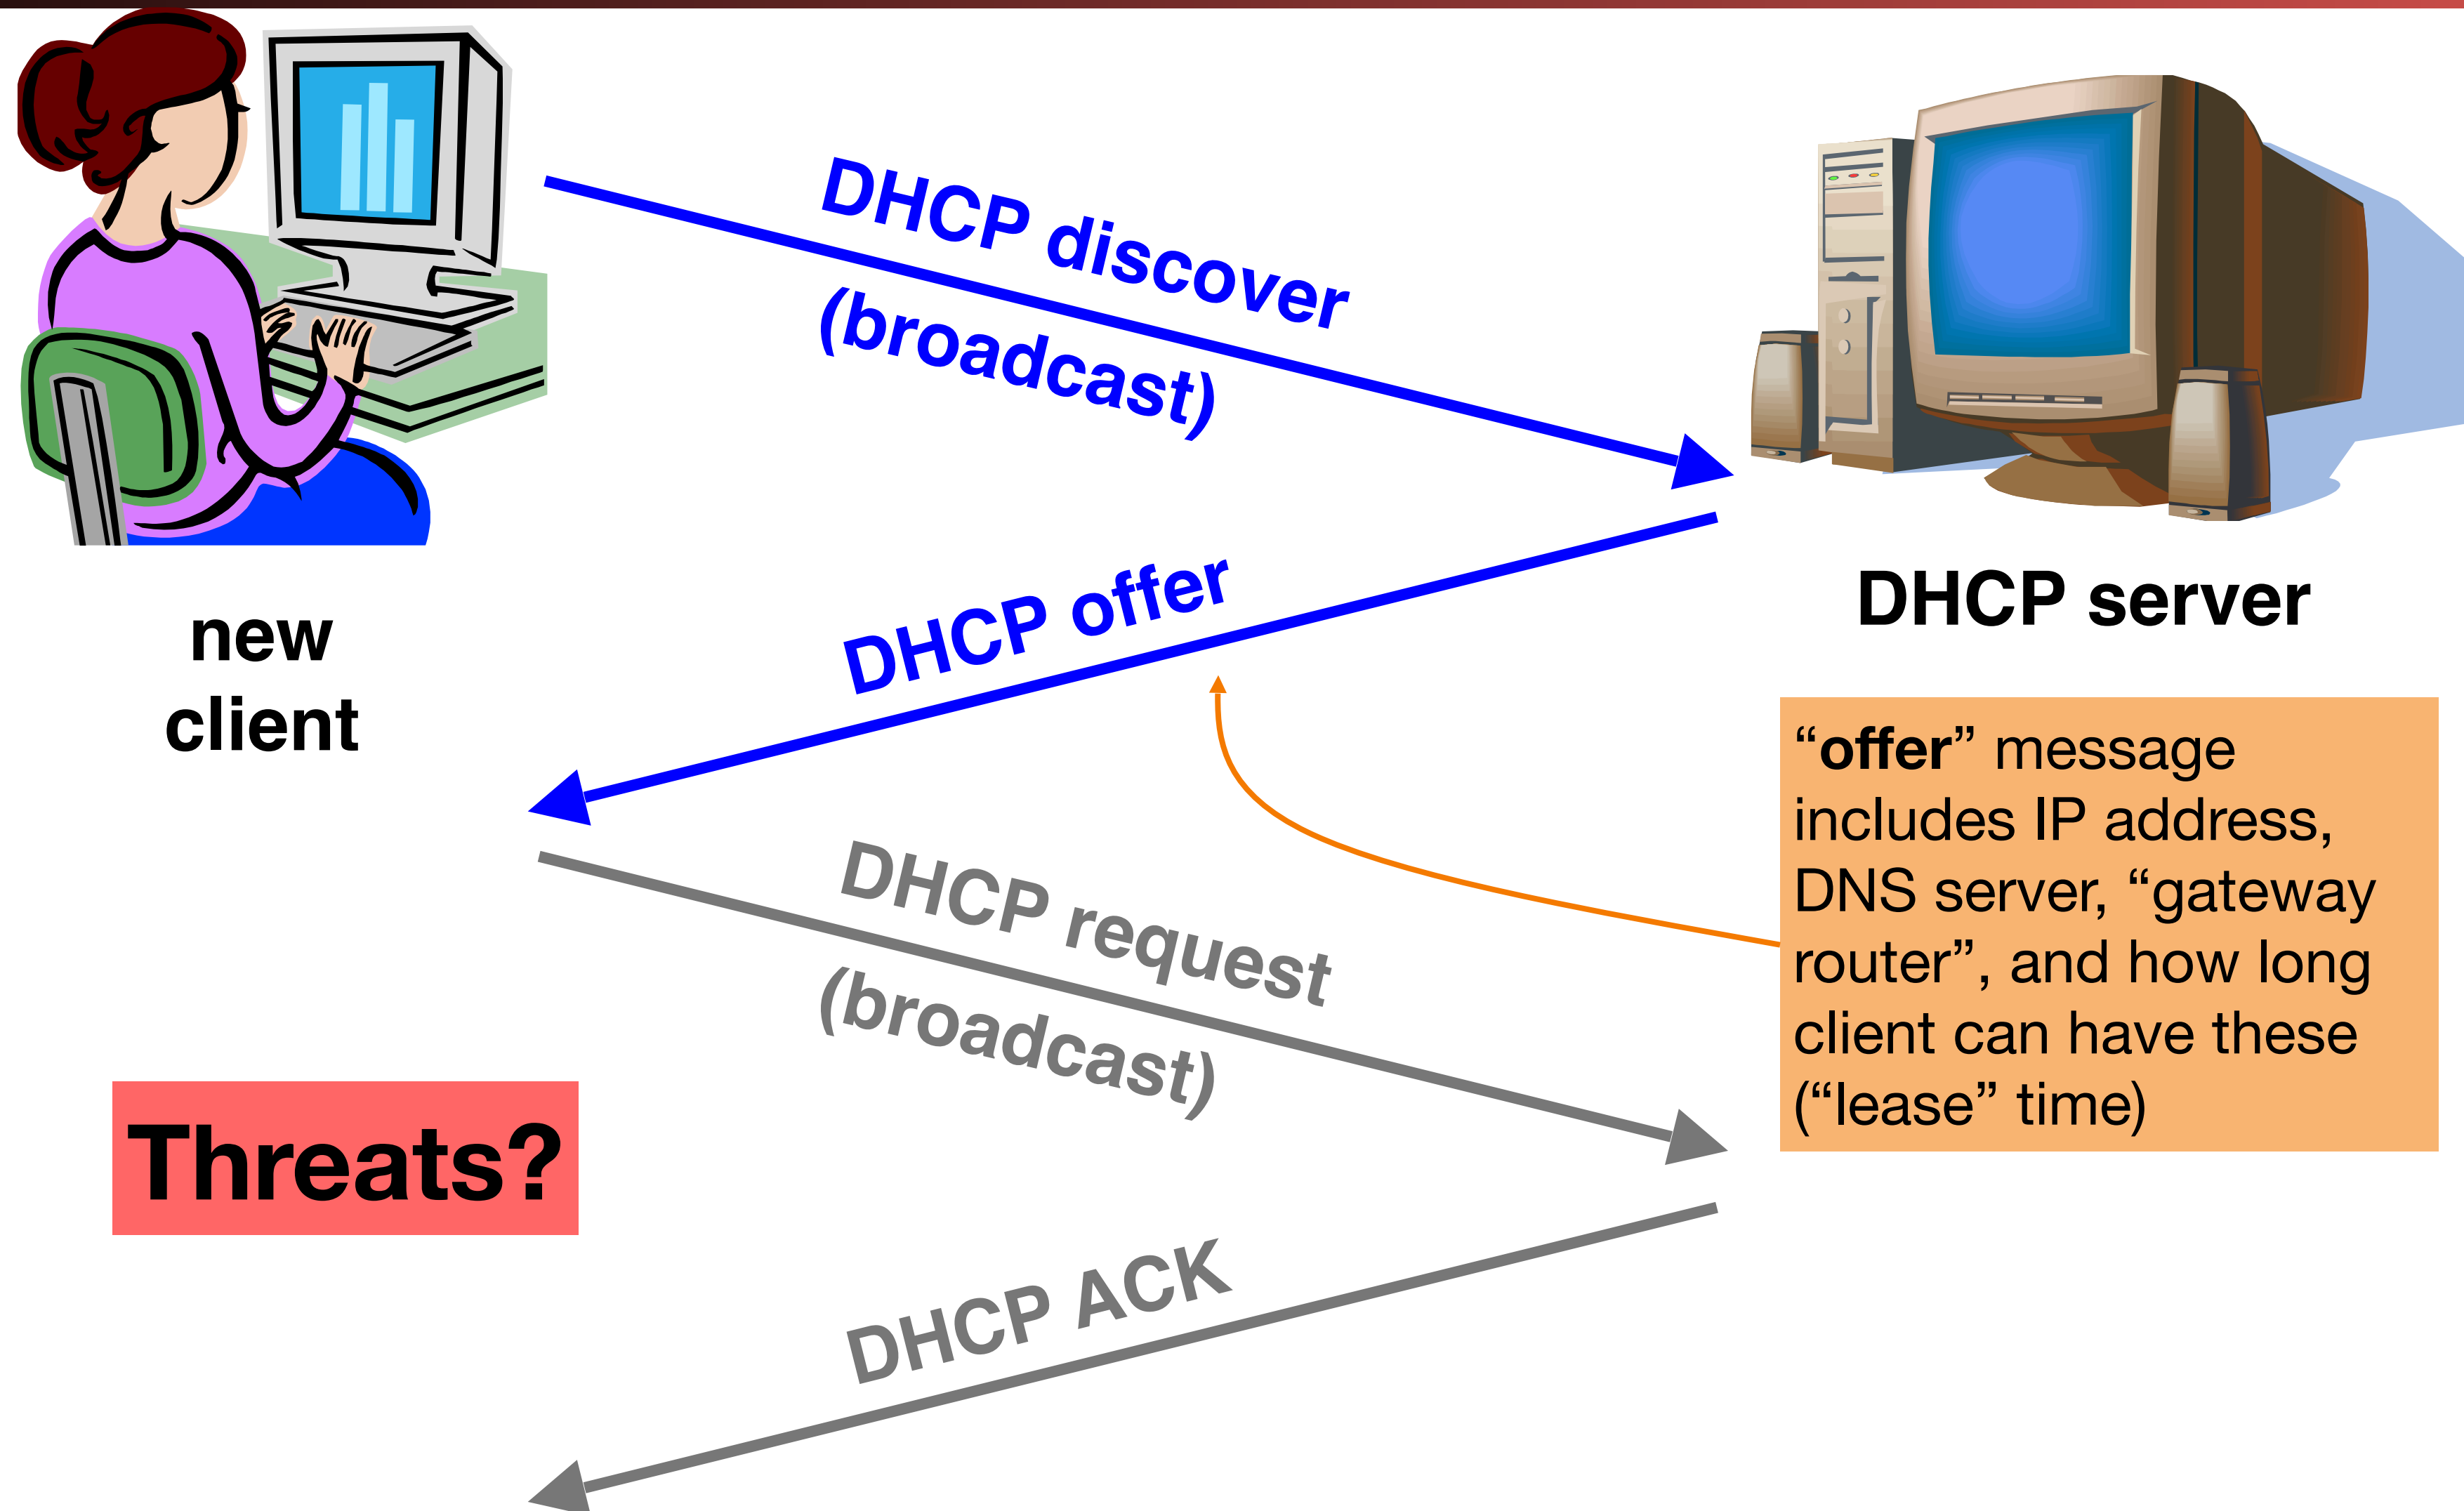 DHCP discover
(broadcast)
DHCP offer
new
client
DHCP server
“offer” message
includes IP address,
DNS server, “gateway
router”, and how long
client can have these
(“lease” time)
DHCP request
(broadcast)
Threats?
DHCP ACK